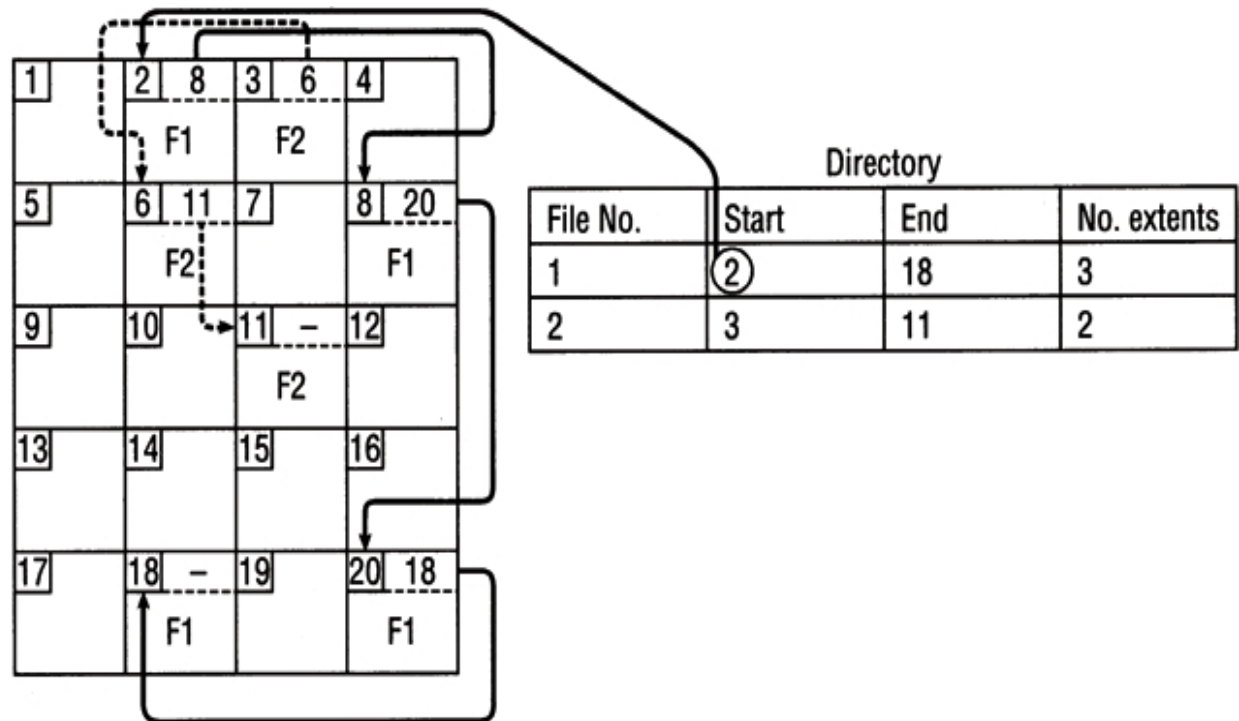 1 2 8 3 6 4
F1 F2
5 6 11 7 8 20
F2 F1
9 10 11 – 12
F2
13 14 15 16
17 18 – 19 20 18
F1 F1
Directory
File No. Start End No. extents
1 2 18 3
2 3 11 2